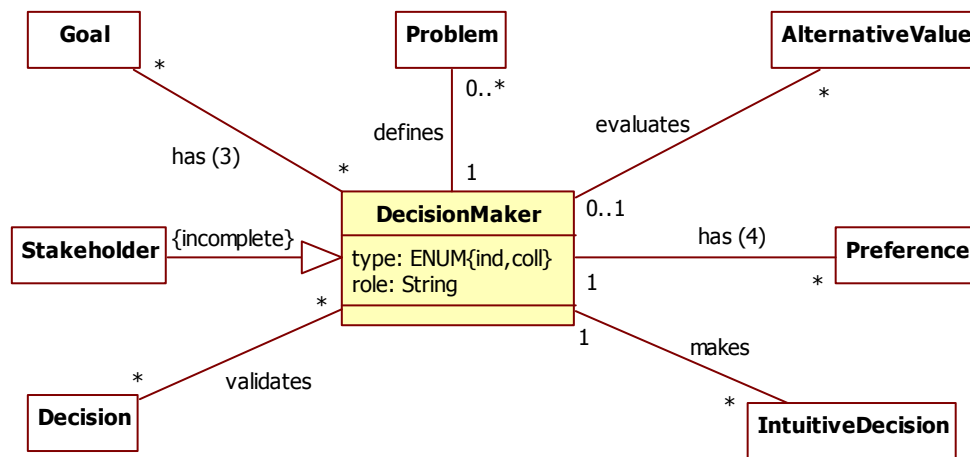 Goal
Problem
AlternativeValue
*
0..*
*
defines
evaluates
has (3)
*
1
0..1
DecisionMaker
Stakeholder
{incomplete}
type: ENUM{ind,coll}
role: String
has (4)
Preference
1
*
*
1
makes
*
validates
*
Decision
IntuitiveDecision